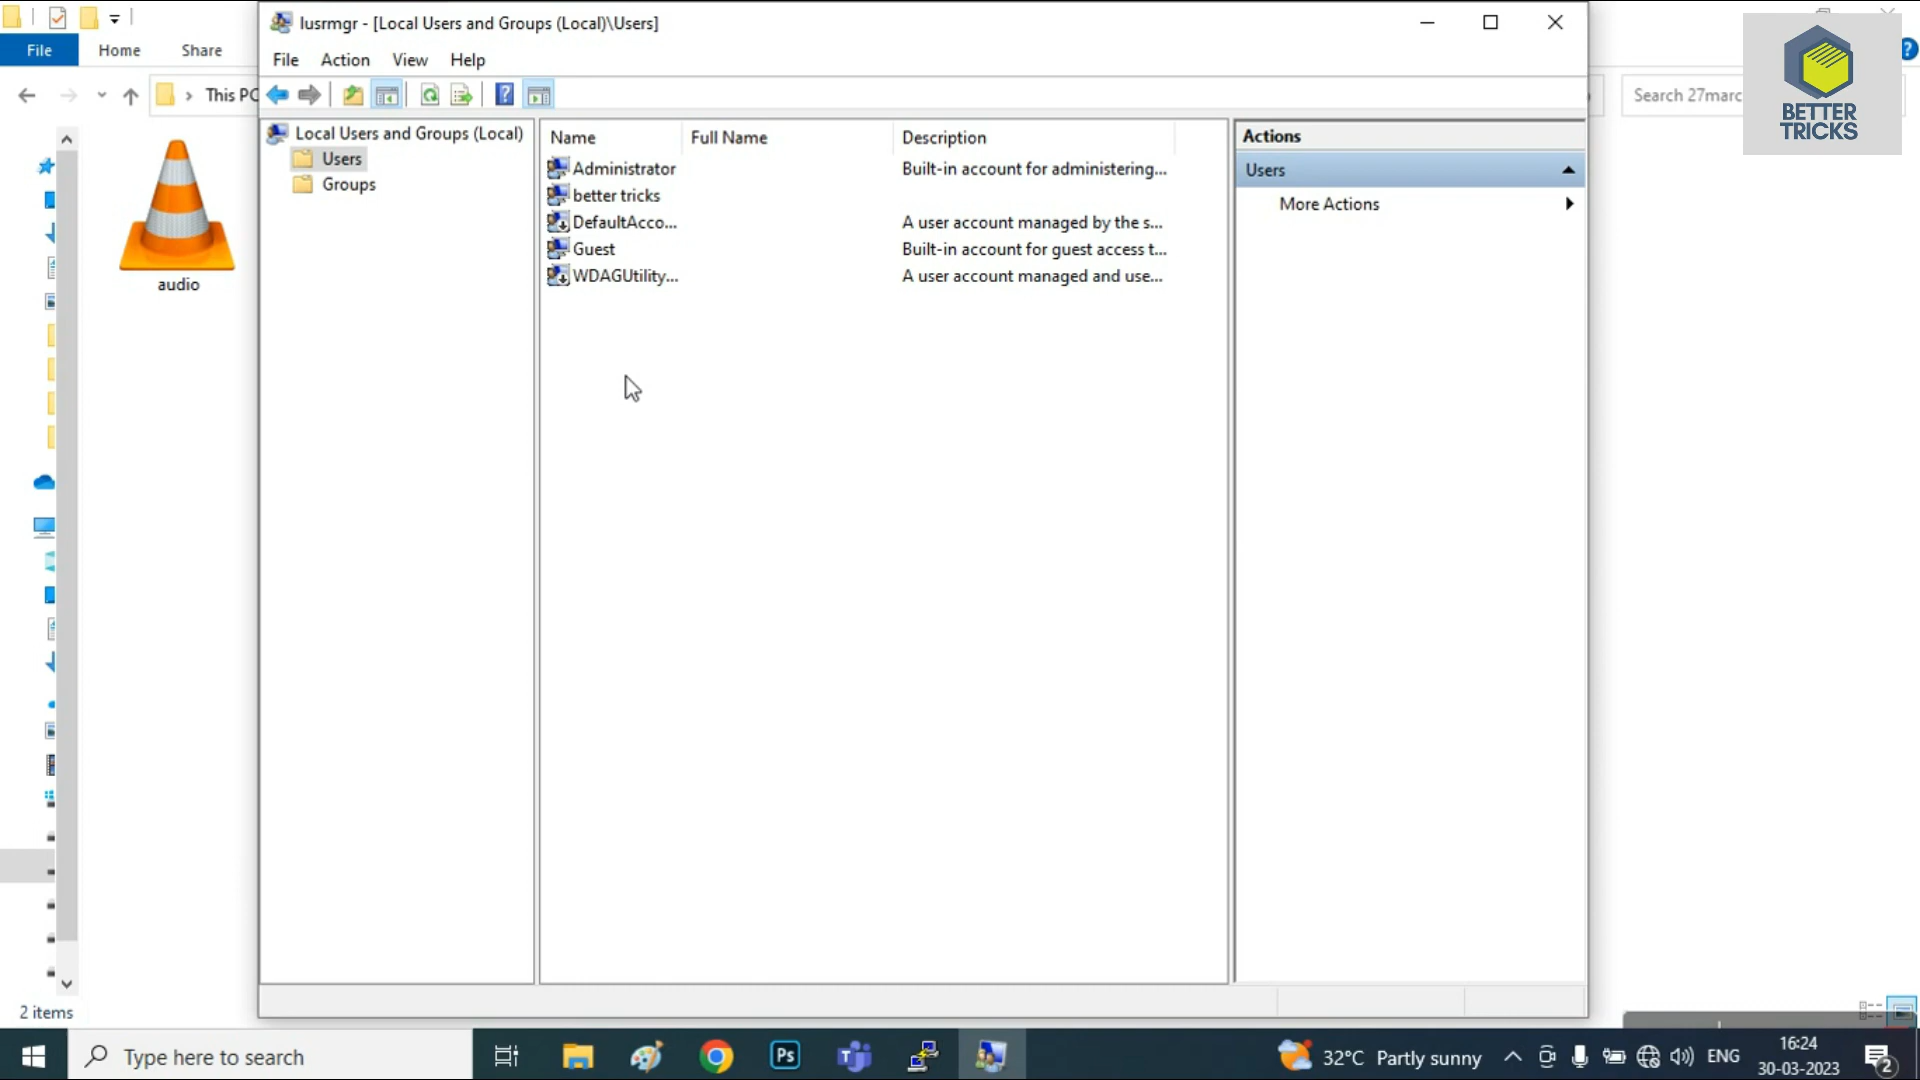 lusrmgr - [Local Users and Groups (Local)\Users]
File
Home
Share
File
Action
View
Help
This PC
Search 27marc
BETTER
TRICKS
Local Users and Groups (Local)
Users
Groups
Name
Full Name
Description
Administrator
Built-in account for administering...
better tricks
DefaultAcco...
A user account managed by the s...
Guest
Built-in account for guest access t...
WDAGUtility...
A user account managed and use...
Actions
Users
More Actions
audio
2 items
Type here to search
Ps
32°C Partly sunny
ENG
16:24
30-03-2023
2